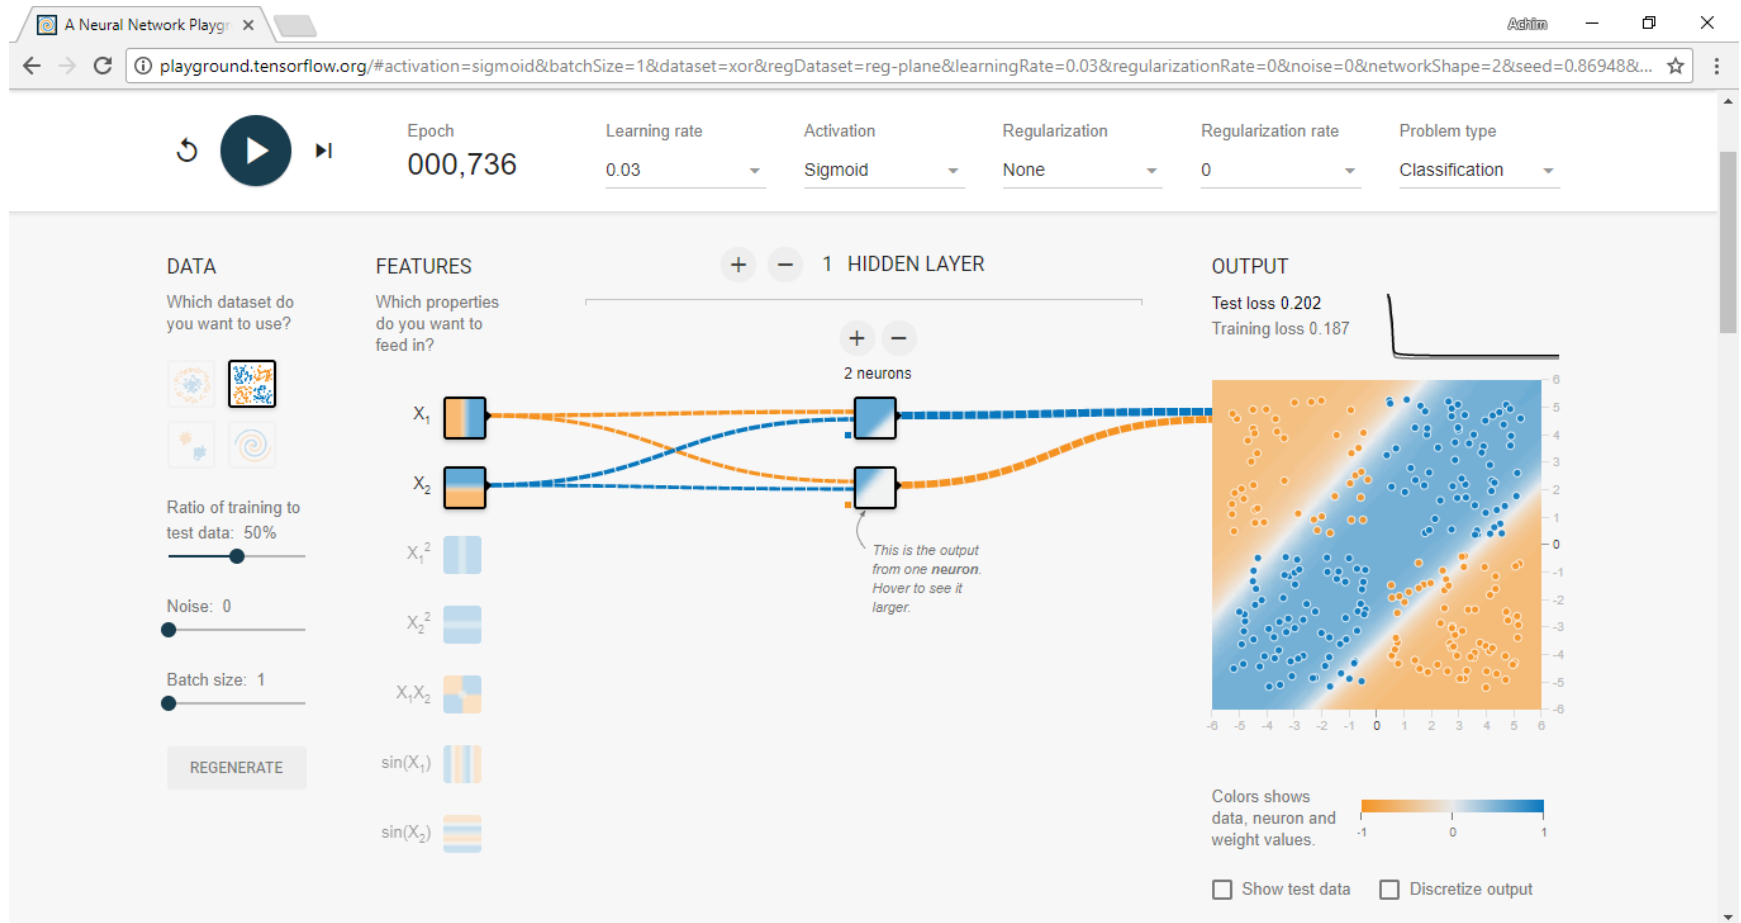 A Neural Network Playgr
Achim
playground.tensorflow.org/#activation=sigmoid&batchSize=1&dataset=xor&regDataset=reg-plane&learningRate=0.03&regularizationRate=0&noise=0&networkShape=2&seed=0.86948&...
Epoch
000,736
Learning rate
0.03
Activation
Sigmoid
Regularization
None
Regularization rate
0
Problem type
Classification
DATA
Which dataset do
you want to use?
Ratio of training to
test data: 50%
Noise: 0
Batch size: 1
REGENERATE
FEATURES
Which properties
do you want to
feed in?
X₁
X₂
X₁²
X₂²
X₁X₂
sin(X₁)
sin(X₂)
+ − 1 HIDDEN LAYER
+ −
2 neurons
This is the output
from one neuron.
Hover to see it
larger.
OUTPUT
Test loss 0.202
Training loss 0.187
6
5
4
3
2
1
0
-1
-2
-3
-4
-5
-6
-6 -5 -4 -3 -2 -1 0 1 2 3 4 5 6
Colors shows
data, neuron and
weight values.
-1 0 1
Show test data
Discretize output